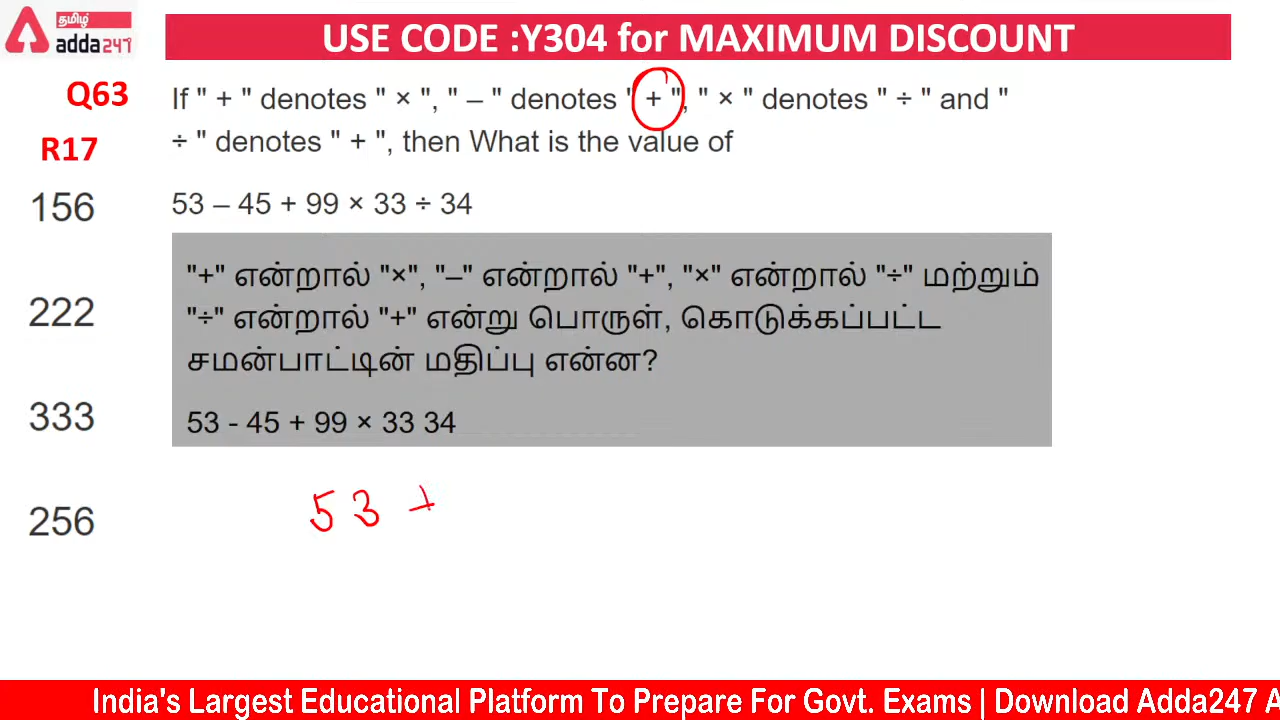 தமிழ்
adda247
USE CODE :Y304 for MAXIMUM DISCOUNT
Q63
R17
If " + " denotes " × ", " – " denotes " + ", " × " denotes " ÷ " and "
÷ " denotes " + ", then What is the value of
53 – 45 + 99 × 33 ÷ 34
"+" என்றால் "×", "–" என்றால் "+", "×" என்றால் "÷" மற்றும்
"÷" என்றால் "+" என்று பொருள், கொடுக்கப்பட்ட
சமன்பாட்டின் மதிப்பு என்ன?
53 - 45 + 99 × 33 34
156
222
333
256
53 +
India's Largest Educational Platform To Prepare For Govt. Exams | Download Adda247 A